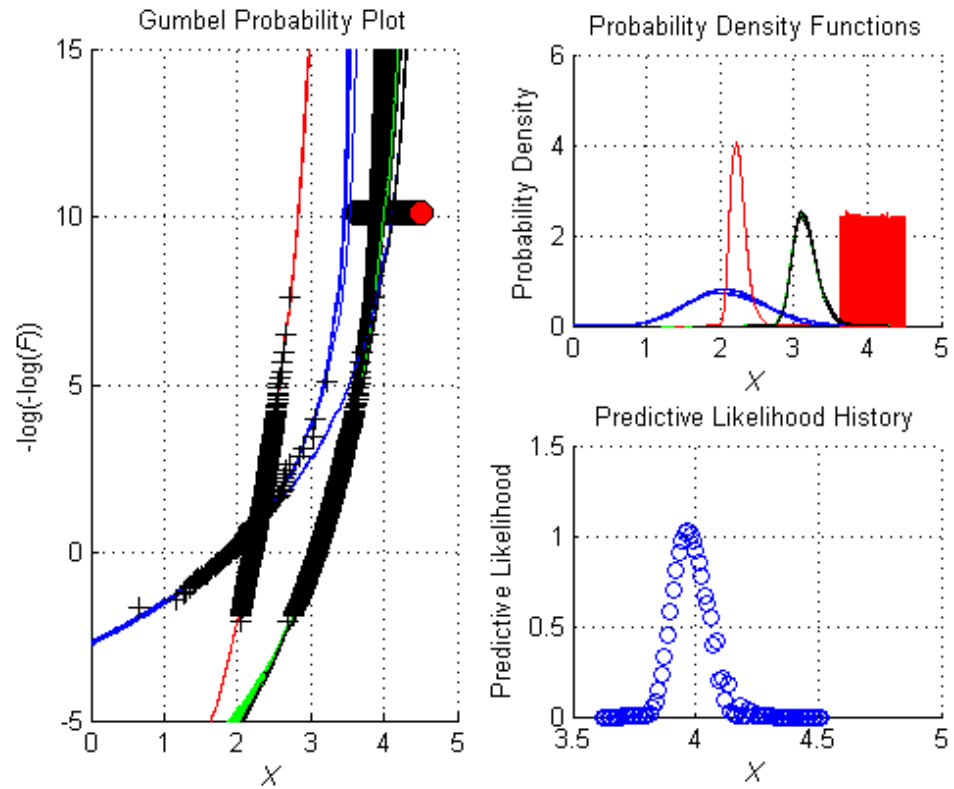 Gumbel Probability Plot
15
10
5
0
-5
-log(-log(F))
0 1 2 3 4 5
X
Probability Density Functions
6
4
2
0
Probability Density
0 1 2 3 4 5
X
Predictive Likelihood History
1.5
1
0.5
0
Predictive Likelihood
3.5 4 4.5 5
X